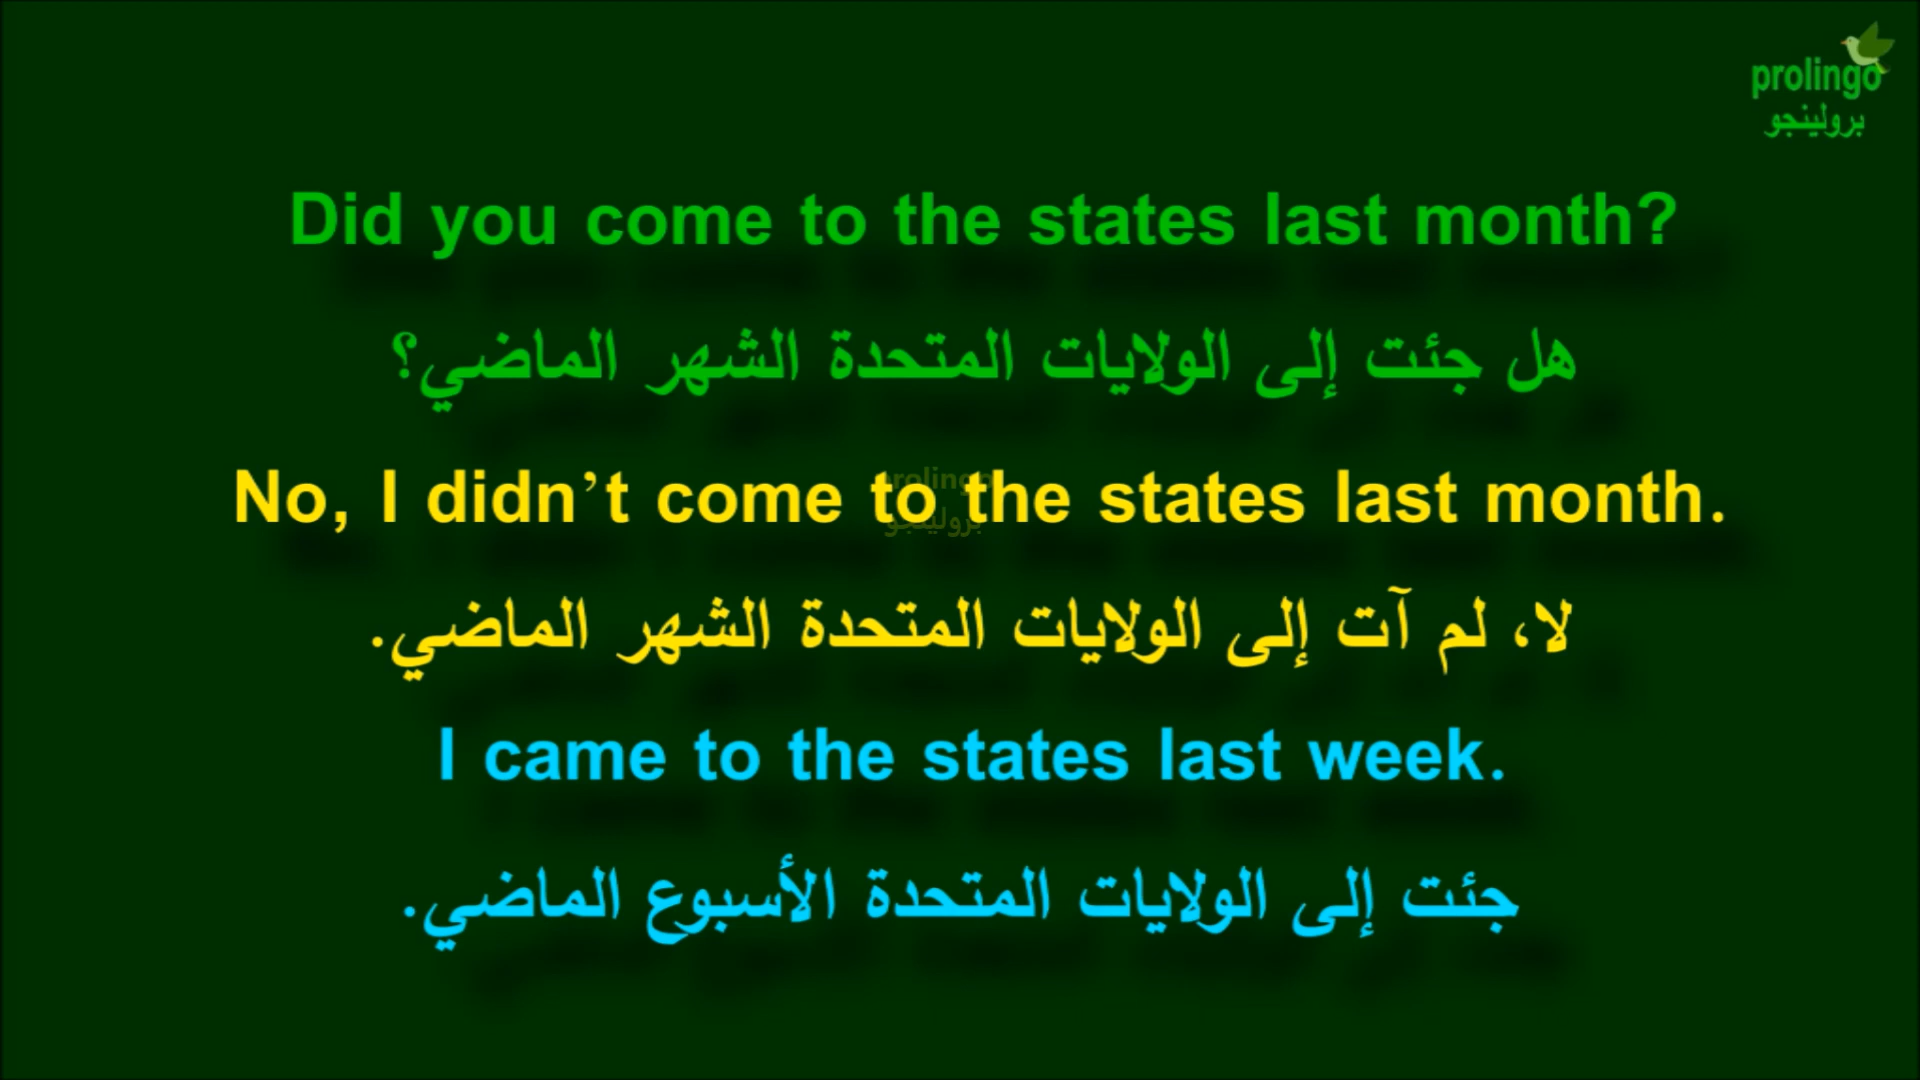 prolingo
برولينجو
Did you come to the states last month?
هل جئت إلى الولايات المتحدة الشهر الماضي؟
No, I didn’t come to the states last month.
prolingo
برولينجو
لا، لم آت إلى الولايات المتحدة الشهر الماضي.
I came to the states last week.
جئت إلى الولايات المتحدة الأسبوع الماضي.